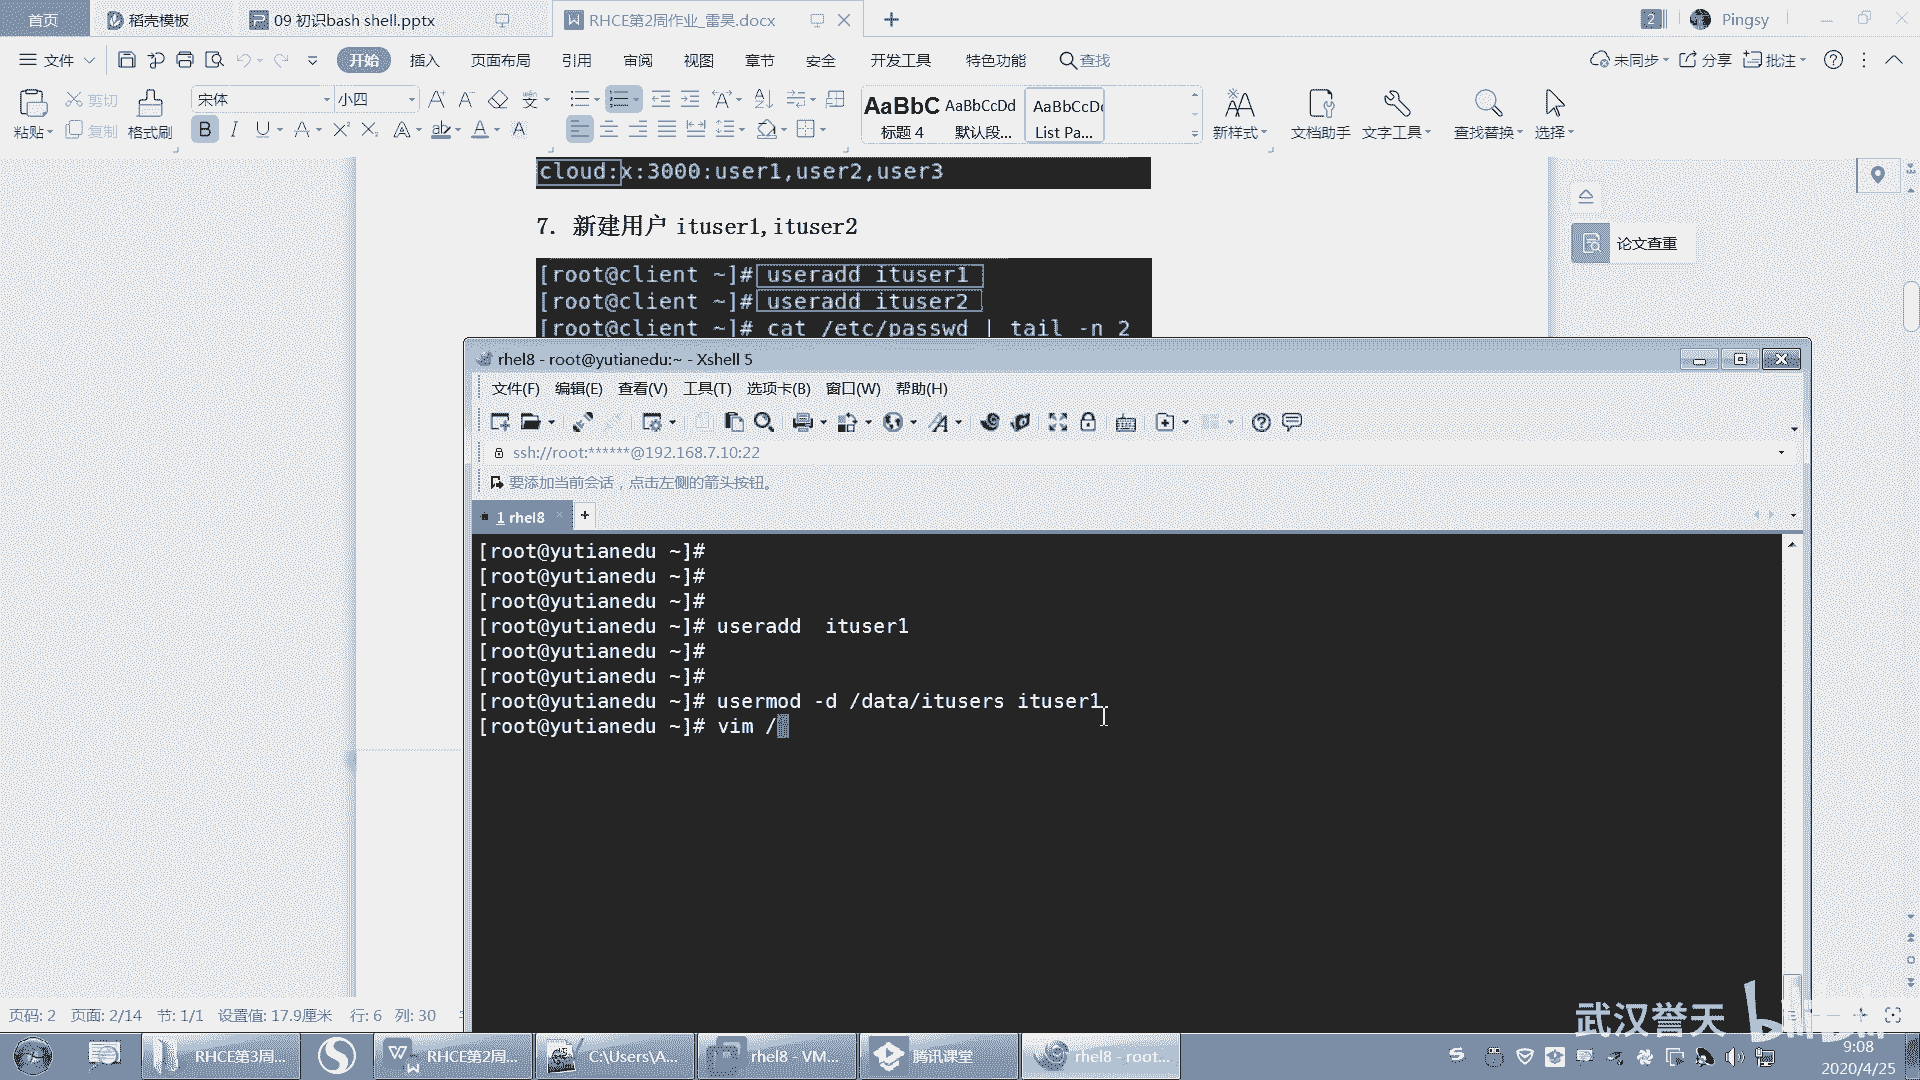 首页 稻壳模板 09 初识bash shell.pptx RHCE第2周作业_雷昊.docx 2 Pingsy
文件 开始 插入 页面布局 引用 审阅 视图 章节 安全 开发工具 特色功能 查找 未同步 分享 批注
剪切 宋体 小四 AaBbC AaBbCcDd AaBbCcD
粘贴 复制 格式刷 标题 4 默认段... List Pa... 新样式 文档助手 文字工具 查找替换 选择
cloud:x:3000:user1,user2,user3
7. 新建用户 ituser1,ituser2
论文查重
[root@client ~]# useradd ituser1
[root@client ~]# useradd ituser2
[root@client ~]# cat /etc/passwd | tail -n 2
rhel8 - root@yutianedu:~ - Xshell 5
文件(F) 编辑(E) 查看(V) 工具(T) 选项卡(B) 窗口(W) 帮助(H)
ssh://root:******@192.168.7.10:22
要添加当前会话，点击左侧的箭头按钮。
1 rhel8
[root@yutianedu ~]#
[root@yutianedu ~]#
[root@yutianedu ~]#
[root@yutianedu ~]# useradd  ituser1
[root@yutianedu ~]#
[root@yutianedu ~]#
[root@yutianedu ~]# usermod -d /data/itusers ituser1
[root@yutianedu ~]# vim /
页码: 2 页面: 2/14 节: 1/1 设置值: 17.9厘米 行: 6 列: 30
武汉誉天
RHCE第3周... RHCE第2周... C:\Users\A... rhel8 - VM... 腾讯课堂 rhel8 - root...
9:08
2020/4/25